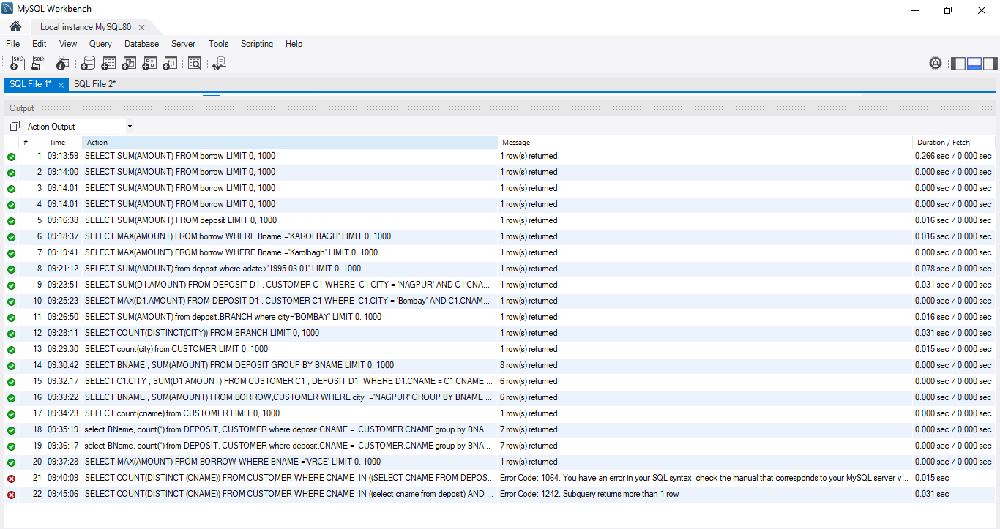 MySQL Workbench
Local instance MySQL80
File Edit View Query Database Server Tools Scripting Help
SQL File 1* SQL File 2*
Output
Action Output
# Time Action Message Duration / Fetch
1 09:13:59 SELECT SUM(AMOUNT) FROM borrow LIMIT 0, 1000 1 row(s) returned 0.266 sec / 0.000 sec
2 09:14:00 SELECT SUM(AMOUNT) FROM borrow LIMIT 0, 1000 1 row(s) returned 0.000 sec / 0.000 sec
3 09:14:01 SELECT SUM(AMOUNT) FROM borrow LIMIT 0, 1000 1 row(s) returned 0.000 sec / 0.000 sec
4 09:14:01 SELECT SUM(AMOUNT) FROM borrow LIMIT 0, 1000 1 row(s) returned 0.000 sec / 0.000 sec
5 09:16:38 SELECT SUM(AMOUNT) FROM deposit LIMIT 0, 1000 1 row(s) returned 0.016 sec / 0.000 sec
6 09:18:37 SELECT MAX(AMOUNT) FROM borrow WHERE Bname ='KAROLBAGH' LIMIT 0, 1000 1 row(s) returned 0.016 sec / 0.000 sec
7 09:19:41 SELECT MAX(AMOUNT) FROM borrow WHERE Bname ='Karolbagh' LIMIT 0, 1000 1 row(s) returned 0.000 sec / 0.000 sec
8 09:21:12 SELECT SUM(AMOUNT) from deposit where adate>'1995-03-01' LIMIT 0, 1000 1 row(s) returned 0.078 sec / 0.000 sec
9 09:23:51 SELECT SUM(D1.AMOUNT) FROM DEPOSIT D1 , CUSTOMER C1 WHERE C1.CITY = 'NAGPUR' AND C1.CNA... 1 row(s) returned 0.031 sec / 0.000 sec
10 09:25:23 SELECT MAX(D1.AMOUNT) FROM DEPOSIT D1 , CUSTOMER C1 WHERE C1.CITY = 'Bombay' AND C1.CNAM... 1 row(s) returned 0.000 sec / 0.000 sec
11 09:26:50 SELECT SUM(AMOUNT) from deposit,BRANCH where city='BOMBAY' LIMIT 0, 1000 1 row(s) returned 0.016 sec / 0.000 sec
12 09:28:11 SELECT COUNT(DISTINCT(CITY)) FROM BRANCH LIMIT 0, 1000 1 row(s) returned 0.031 sec / 0.000 sec
13 09:29:30 SELECT count(city) from CUSTOMER LIMIT 0, 1000 1 row(s) returned 0.015 sec / 0.000 sec
14 09:30:42 SELECT BNAME , SUM(AMOUNT) FROM DEPOSIT GROUP BY BNAME LIMIT 0, 1000 8 row(s) returned 0.000 sec / 0.000 sec
15 09:32:17 SELECT C1.CITY , SUM(D1.AMOUNT) FROM CUSTOMER C1 , DEPOSIT D1 WHERE D1.CNAME = C1.CNAME ... 6 row(s) returned 0.000 sec / 0.000 sec
16 09:33:22 SELECT BNAME , SUM(AMOUNT) FROM BORROW,CUSTOMER WHERE city ='NAGPUR' GROUP BY BNAME ... 6 row(s) returned 0.000 sec / 0.000 sec
17 09:34:23 SELECT count(cname) from CUSTOMER LIMIT 0, 1000 1 row(s) returned 0.000 sec / 0.000 sec
18 09:35:19 select BName, count(*) from DEPOSIT, CUSTOMER where deposit.CNAME = CUSTOMER.CNAME group by BNA... 7 row(s) returned 0.000 sec / 0.000 sec
19 09:36:17 select BName, count(*) from DEPOSIT, CUSTOMER where deposit.CNAME = CUSTOMER.CNAME group by BNA... 7 row(s) returned 0.000 sec / 0.000 sec
20 09:37:28 SELECT MAX(AMOUNT) FROM BORROW WHERE BNAME ='VRCE' LIMIT 0, 1000 1 row(s) returned 0.000 sec / 0.000 sec
21 09:40:09 SELECT COUNT(DISTINCT (CNAME)) FROM CUSTOMER WHERE CNAME IN ((SELECT CNAME FROM DEPOS... Error Code: 1064. You have an error in your SQL syntax; check the manual that corresponds to your MySQL server v... 0.015 sec
22 09:45:06 SELECT COUNT(DISTINCT (CNAME)) FROM CUSTOMER WHERE CNAME IN ((select cname from deposit) AND ... Error Code: 1242. Subquery returns more than 1 row 0.031 sec